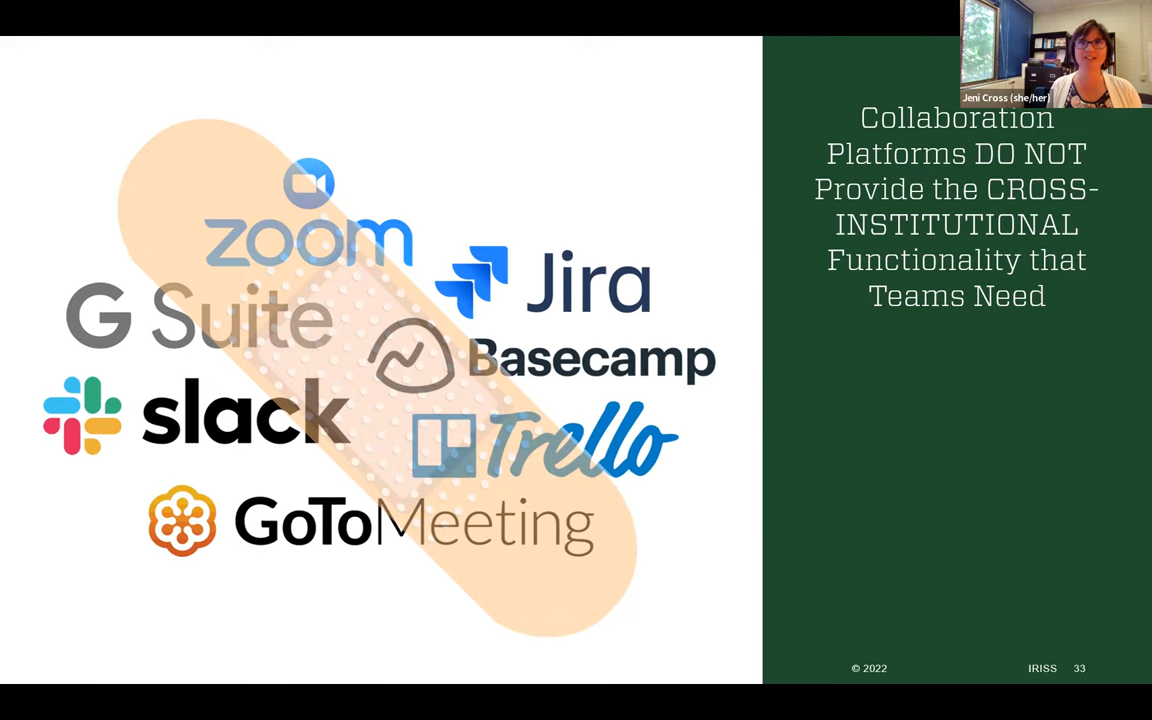 Jeni Cross (she/her)
Collaboration
Platforms DO NOT
Provide the CROSS-
INSTITUTIONAL
Functionality that
Teams Need
zoom
Jira
G Suite
Basecamp
slack
Trello
GoToMeeting
© 2022 IRISS 33